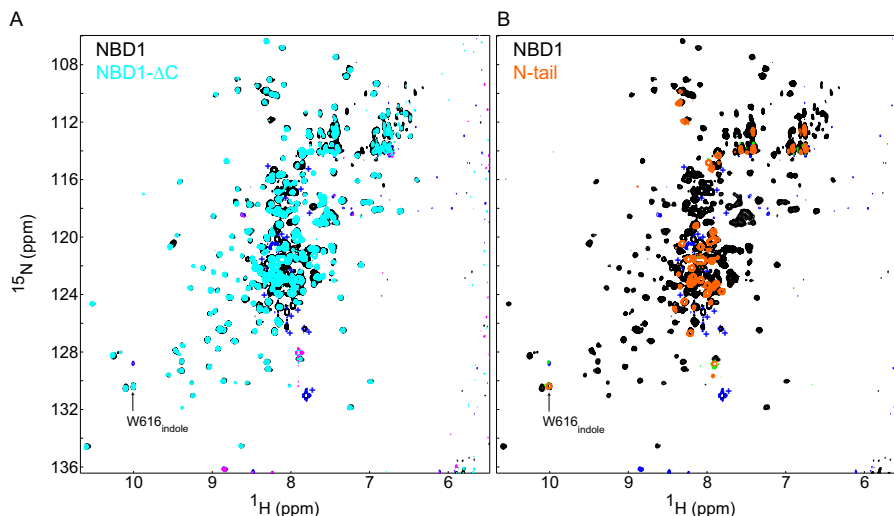 A
B
NBD1
NBD1-ΔC
NBD1
N-tail
108
112
116
120
124
128
132
136
¹⁵N (ppm)
W616indole
W616indole
10
9
8
7
6
10
9
8
7
6
¹H (ppm)
¹H (ppm)